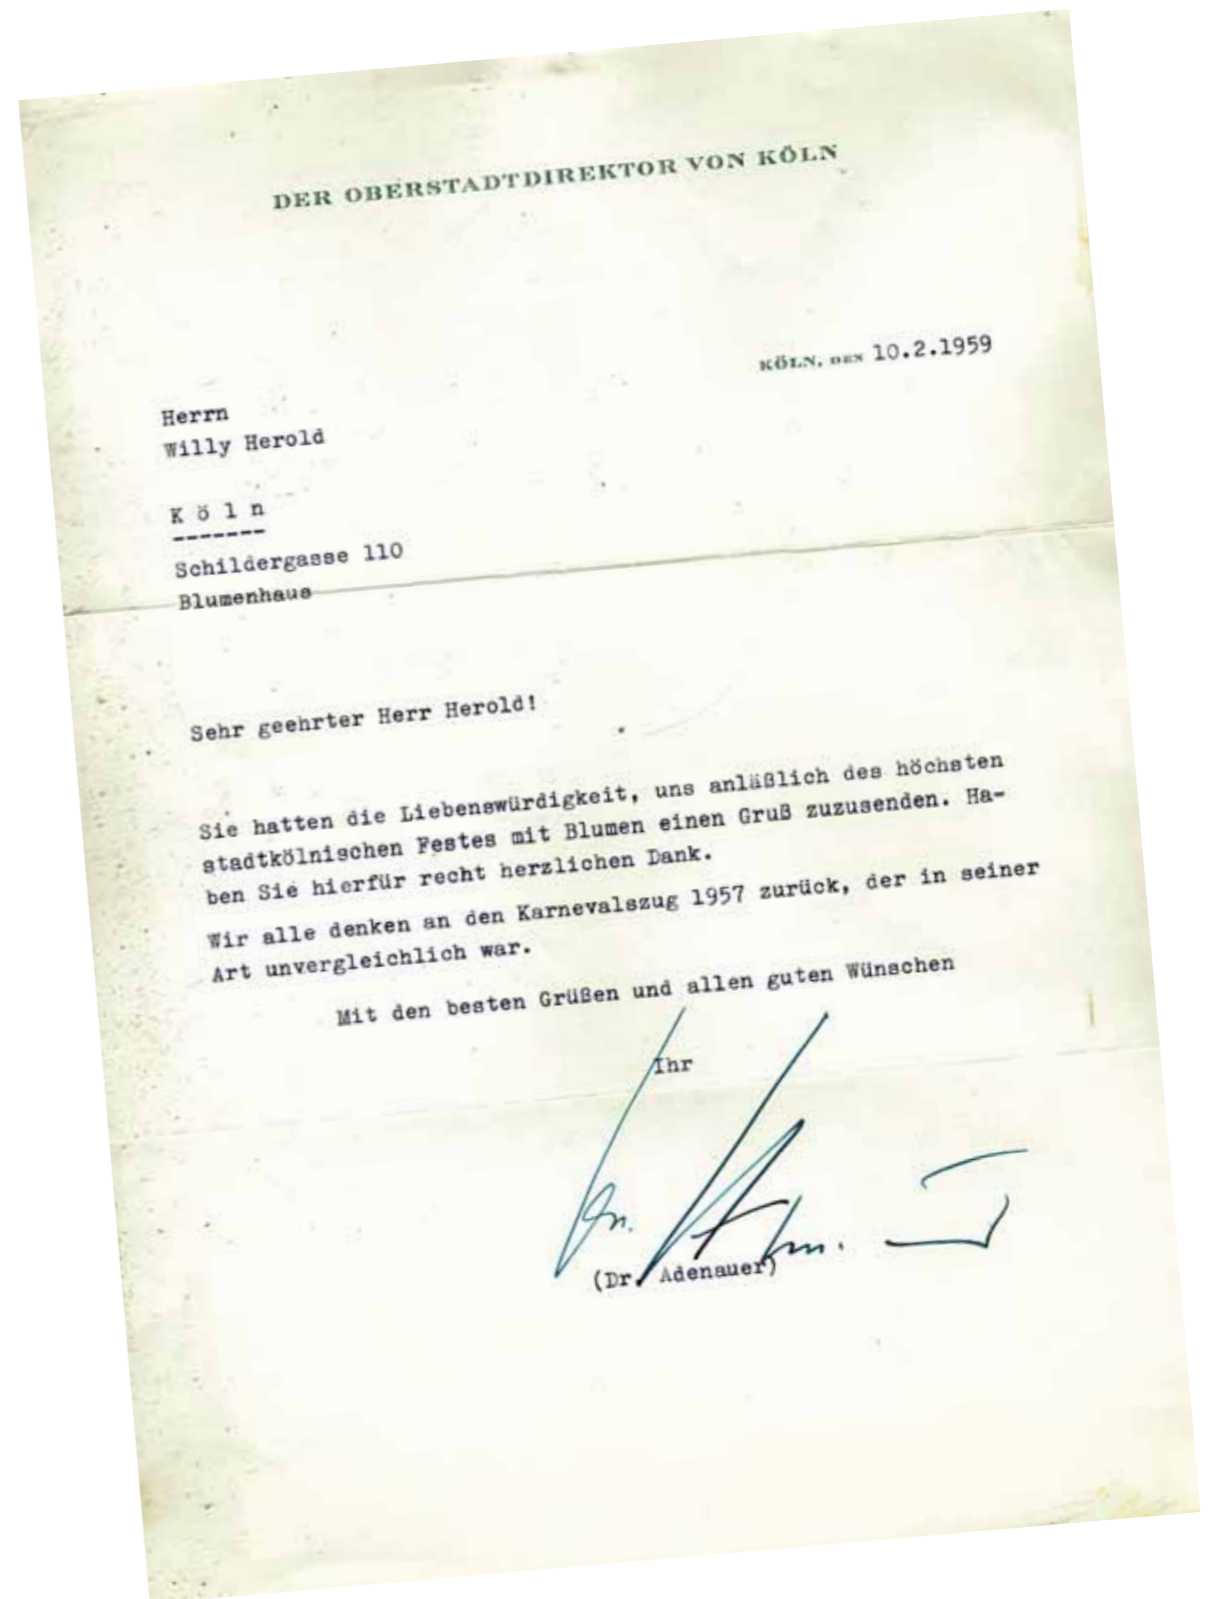 DER OBERSTADTDIREKTOR VON KÖLN
KÖLN, DEN 10.2.1959
Herrn
Willy Herold
K ö l n
-------
Schildergasse 110
Blumenhaus
Sehr geehrter Herr Herold!
Sie hatten die Liebenswürdigkeit, uns anläßlich des höchsten
stadtkölnischen Festes mit Blumen einen Gruß zuzusenden. Ha-
ben Sie hierfür recht herzlichen Dank.
Wir alle denken an den Karnevalszug 1957 zurück, der in seiner
Art unvergleichlich war.
Mit den besten Grüßen und allen guten Wünschen
Ihr
(Dr. Adenauer)